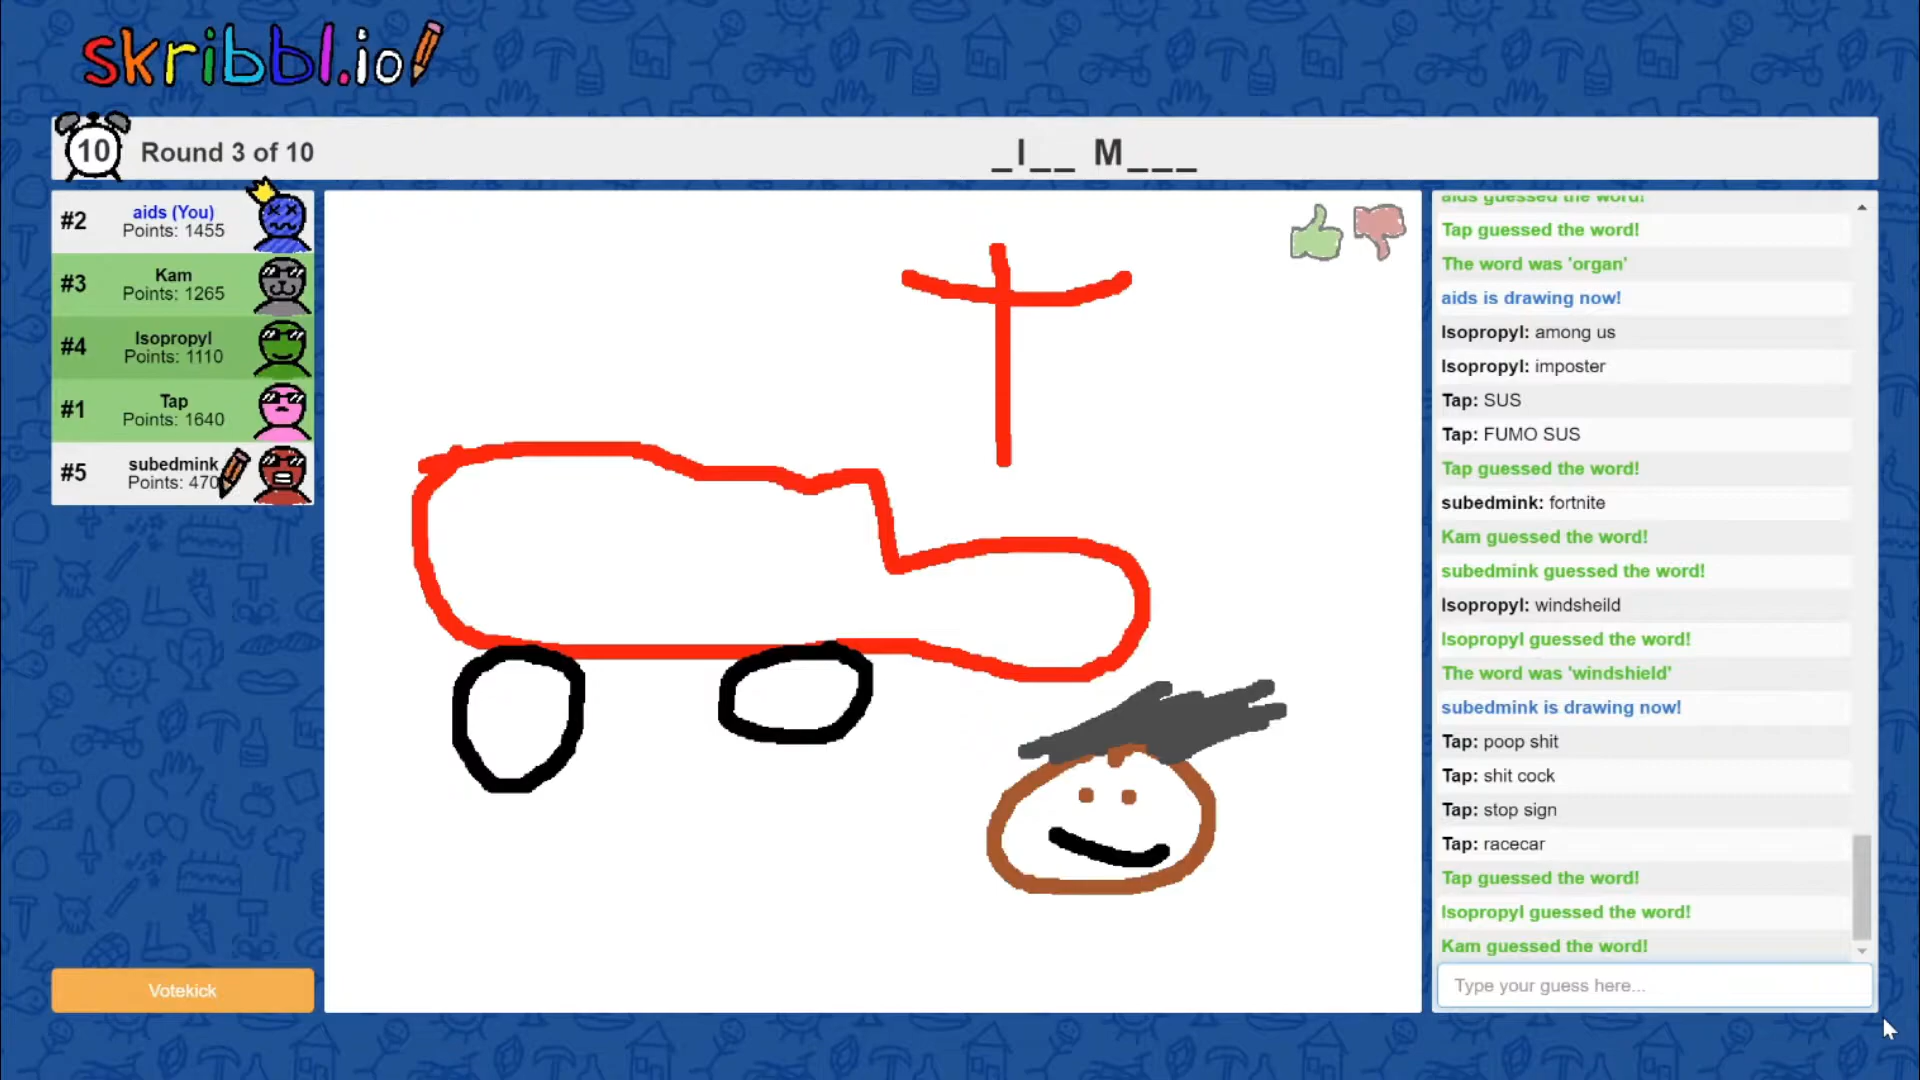 skribbl.io
10
Round 3 of 10
_I__ M___
#2
aids (You)
Points: 1455
#3
Kam
Points: 1265
#4
Isopropyl
Points: 1110
#1
Tap
Points: 1640
#5
subedmink
Points: 470
Votekick
aids guessed the word!
Tap guessed the word!
The word was 'organ'
aids is drawing now!
Isopropyl: among us
Isopropyl: imposter
Tap: SUS
Tap: FUMO SUS
Tap guessed the word!
subedmink: fortnite
Kam guessed the word!
subedmink guessed the word!
Isopropyl: windsheild
Isopropyl guessed the word!
The word was 'windshield'
subedmink is drawing now!
Tap: poop shit
Tap: shit cock
Tap: stop sign
Tap: racecar
Tap guessed the word!
Isopropyl guessed the word!
Kam guessed the word!
Type your guess here...